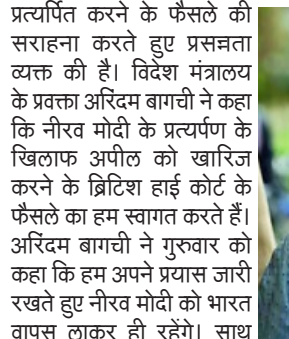 प्रत्यर्पित करने के फैसले की
सराहना करते हुए प्रसन्नता
व्यक्त की है। विदेश मंत्रालय
के प्रवक्ता अरिंदम बागची ने कहा
कि नीरव मोदी के प्रत्यर्पण के
खिलाफ अपील को खारिज
करने के ब्रिटिश हाई कोर्ट के
फैसले का हम स्वागत करते हैं।
अरिंदम बागची ने गुरुवार को
कहा कि हम अपने प्रयास जारी
रखते हुए नीरव मोदी को भारत
वापस लाकर ही रहेंगे। साथ